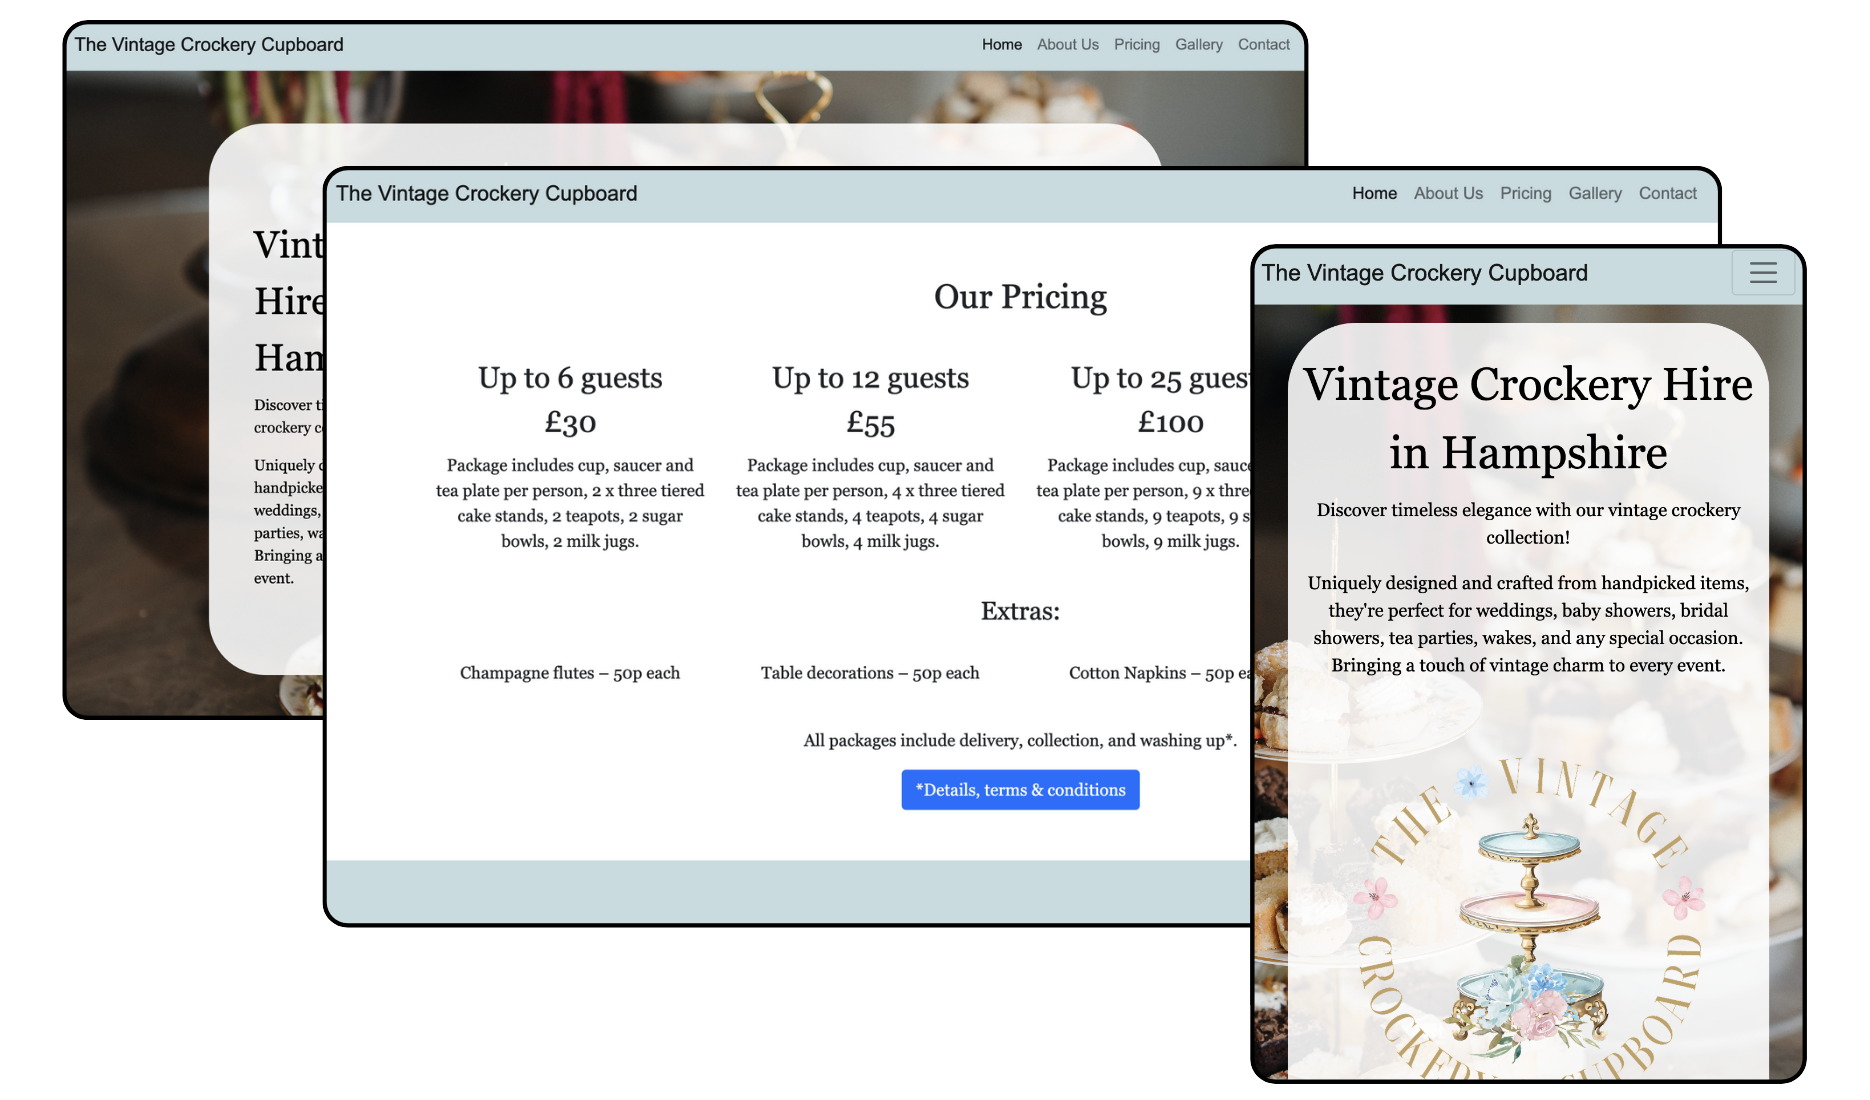 The Vintage Crockery Cupboard
Home About Us Pricing Gallery Contact
Vint
Hire
Ham
Discover ti
crockery c
Uniquely
handpicke
weddings,
parties, wa
Bringing a
event.
The Vintage Crockery Cupboard
Home About Us Pricing Gallery Contact
Our Pricing
Up to 6 guests
£30
Package includes cup, saucer and
tea plate per person, 2 x three tiered
cake stands, 2 teapots, 2 sugar
bowls, 2 milk jugs.
Up to 12 guests
£55
Package includes cup, saucer and
tea plate per person, 4 x three tiered
cake stands, 4 teapots, 4 sugar
bowls, 4 milk jugs.
Up to 25 guest
£100
Package includes cup, sauce
tea plate per person, 9 x three
cake stands, 9 teapots, 9 s
bowls, 9 milk jugs.
Extras:
Champagne flutes – 50p each
Table decorations – 50p each
Cotton Napkins – 50p ea
All packages include delivery, collection, and washing up*.
*Details, terms & conditions
The Vintage Crockery Cupboard
Vintage Crockery Hire
in Hampshire
Discover timeless elegance with our vintage crockery
collection!
Uniquely designed and crafted from handpicked items,
they're perfect for weddings, baby showers, bridal
showers, tea parties, wakes, and any special occasion.
Bringing a touch of vintage charm to every event.
THE VINTAGE
CROCKERY CUPBOARD